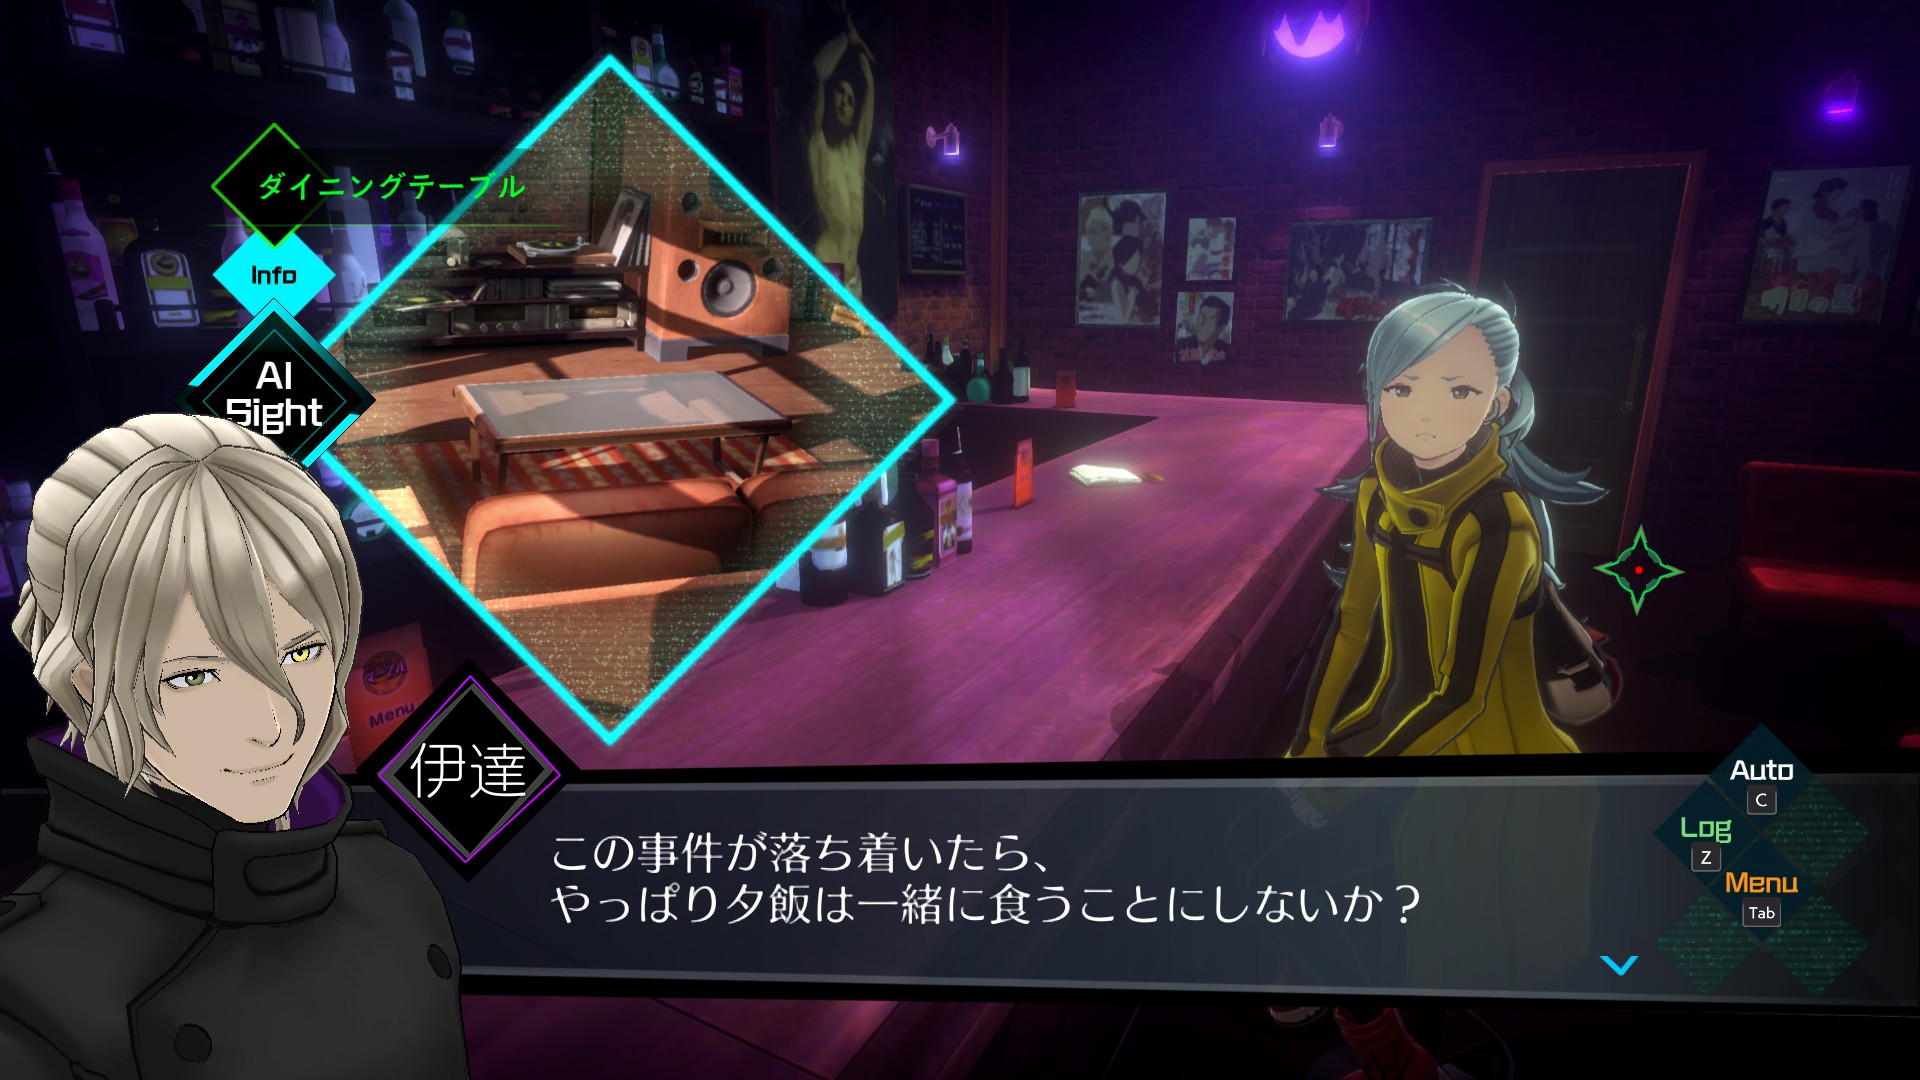 ダイニングテーブル
Info
AI
Sight
Menu
伊達
この事件が落ち着いたら、
やっぱり夕飯は一緒に食うことにしないか？
Auto
C
Log
Z
Menu
Tab